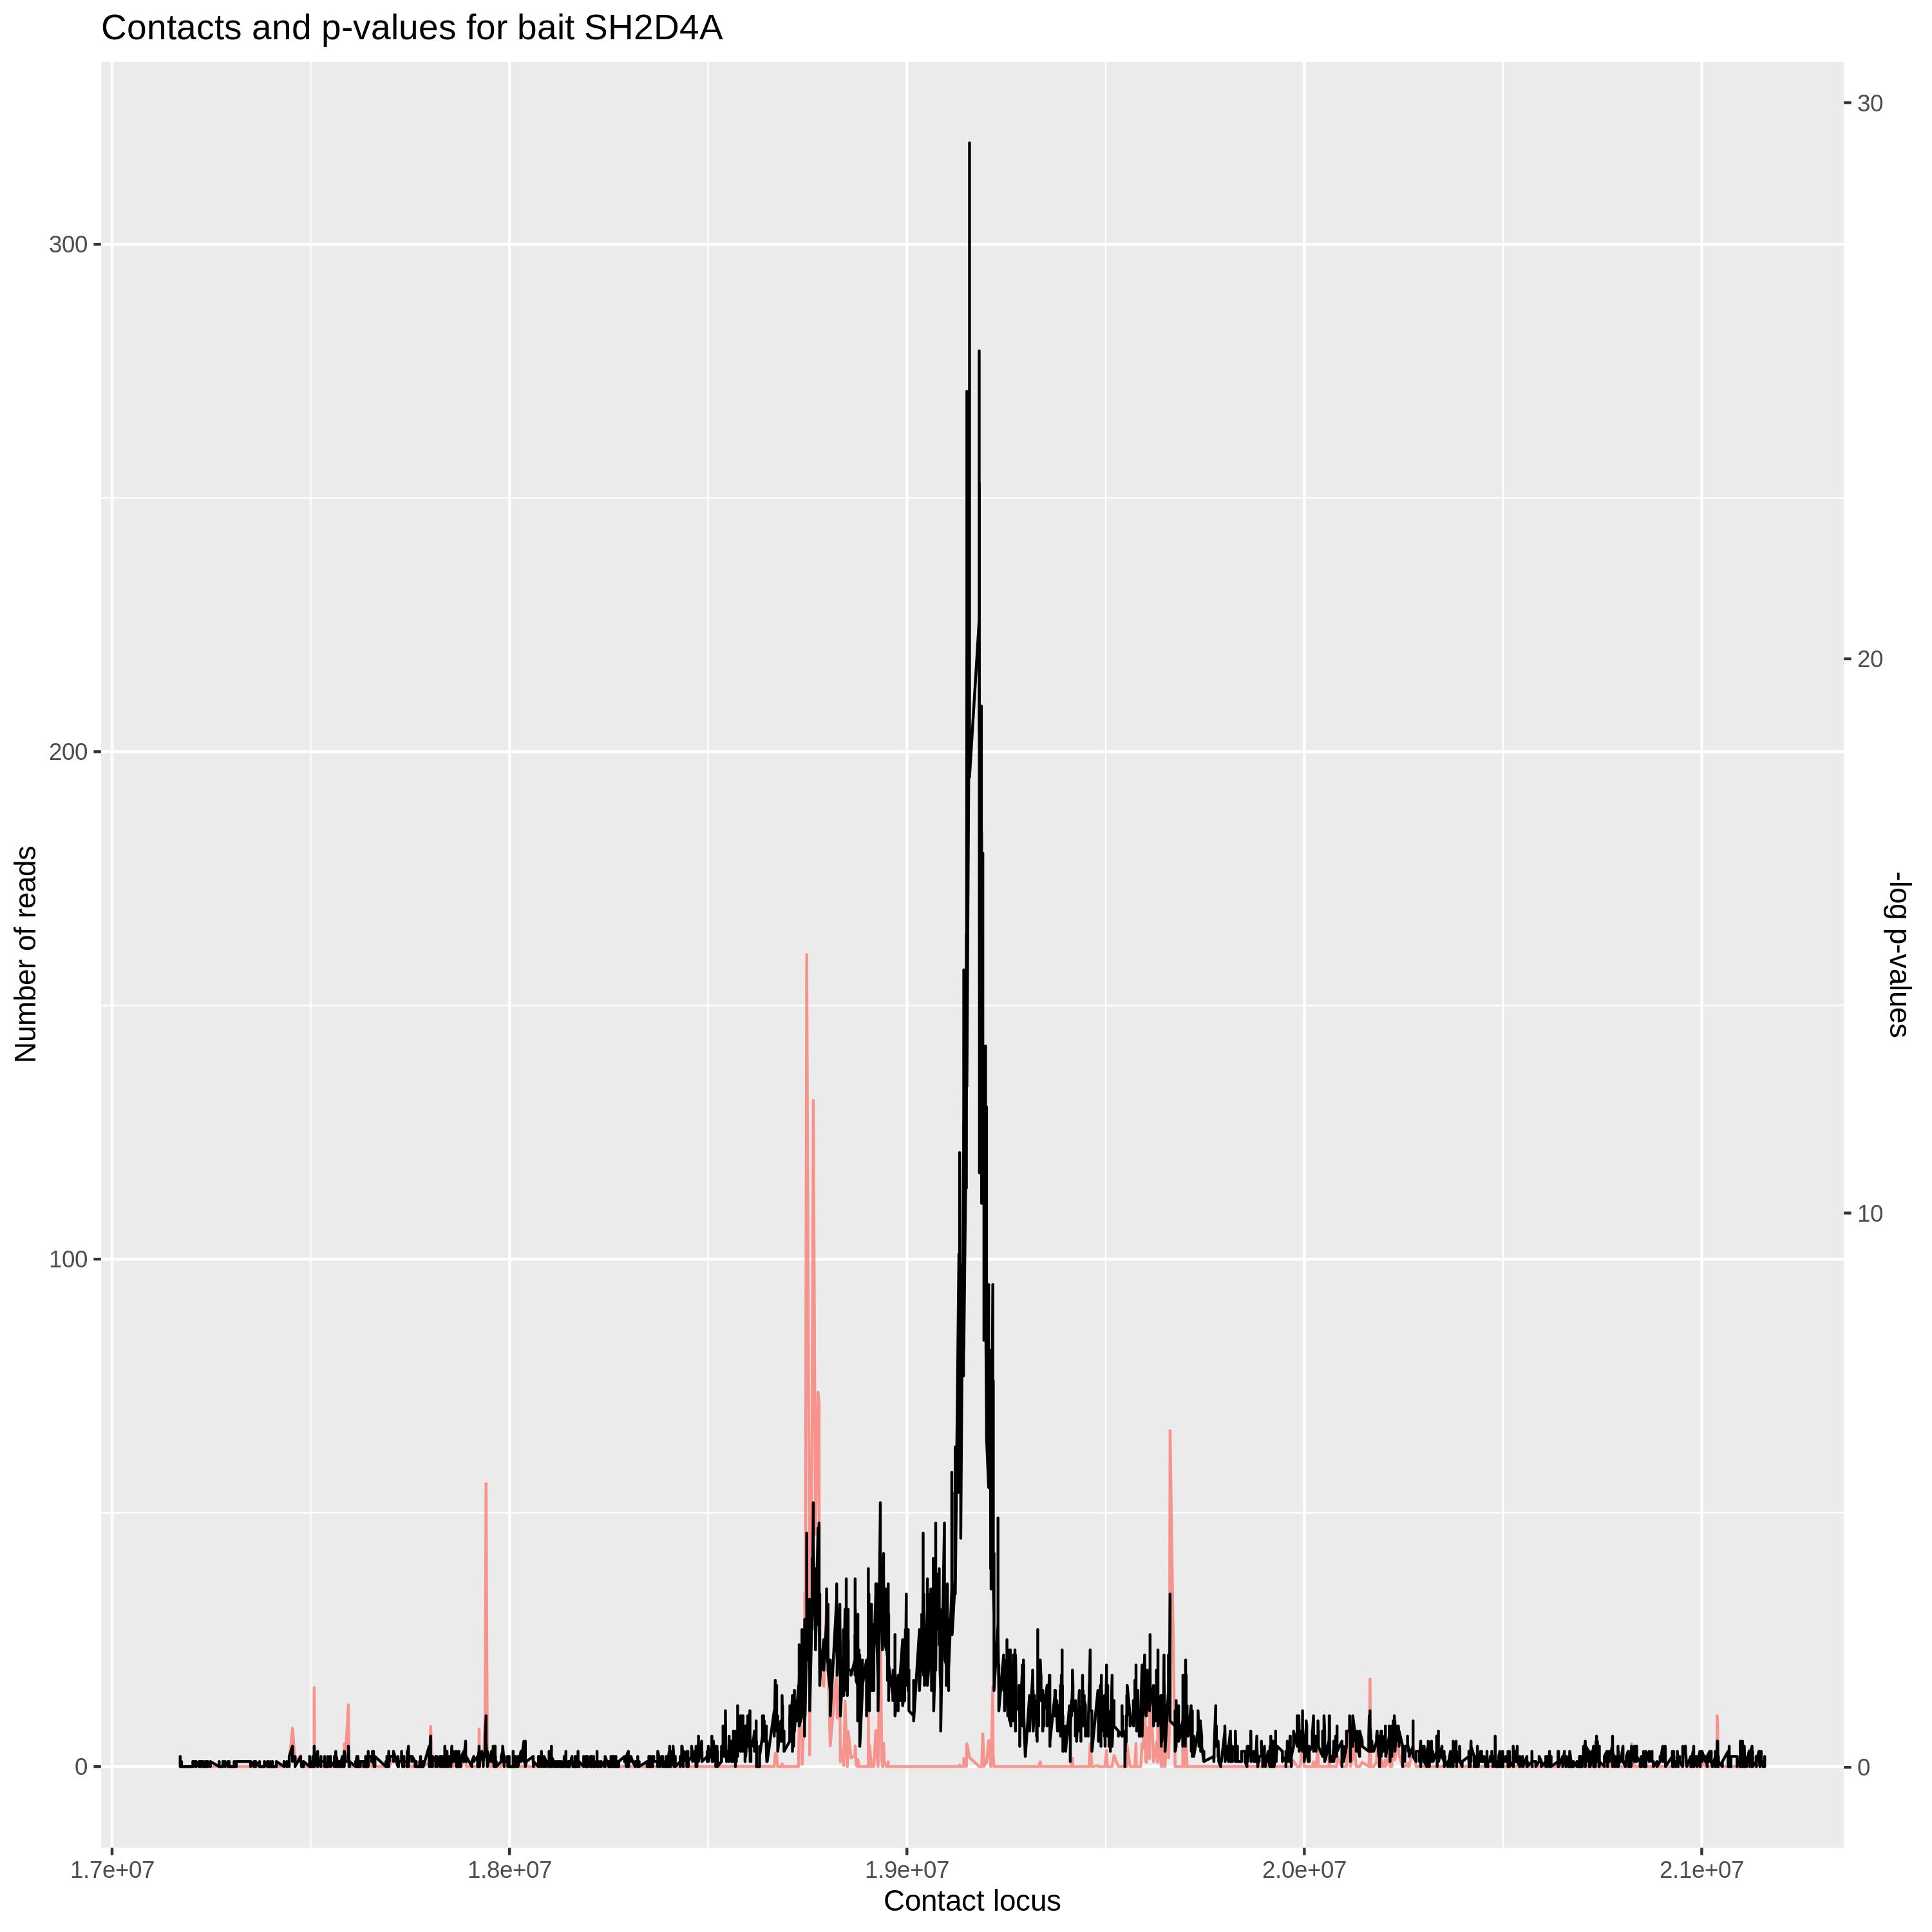 Contacts and p-values for bait SH2D4A
30
300
20
200
Number of reads
-log p-values
10
100
0
0
1.7e+07
1.8e+07
1.9e+07
2.0e+07
2.1e+07
Contact locus